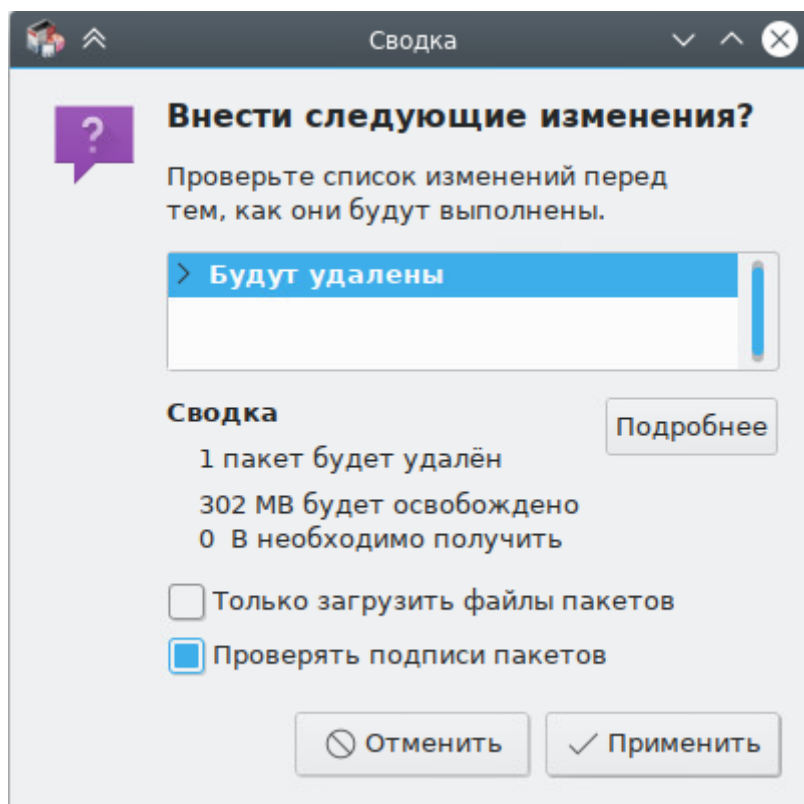 Сводка
Внести следующие изменения?
Проверьте список изменений перед
тем, как они будут выполнены.
Будут удалены
Сводка
Подробнее
1 пакет будет удалён
302 MB будет освобождено
0 B необходимо получить
Только загрузить файлы пакетов
Проверять подписи пакетов
Отменить
Применить